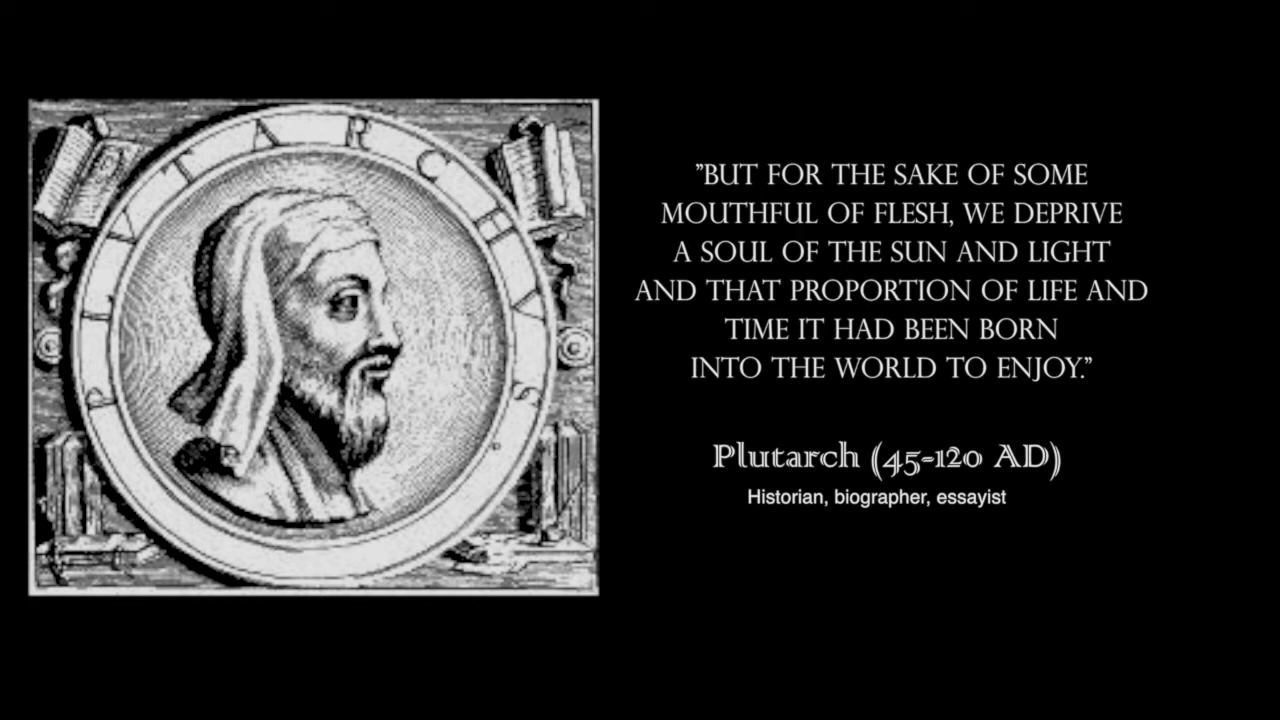 PLVTARCHVS.
”BUT FOR THE SAKE OF SOME
MOUTHFUL OF FLESH, WE DEPRIVE
A SOUL OF THE SUN AND LIGHT
AND THAT PROPORTION OF LIFE AND
TIME IT HAD BEEN BORN
INTO THE WORLD TO ENJOY.”
Plutarch (45-120 AD)
Historian, biographer, essayist